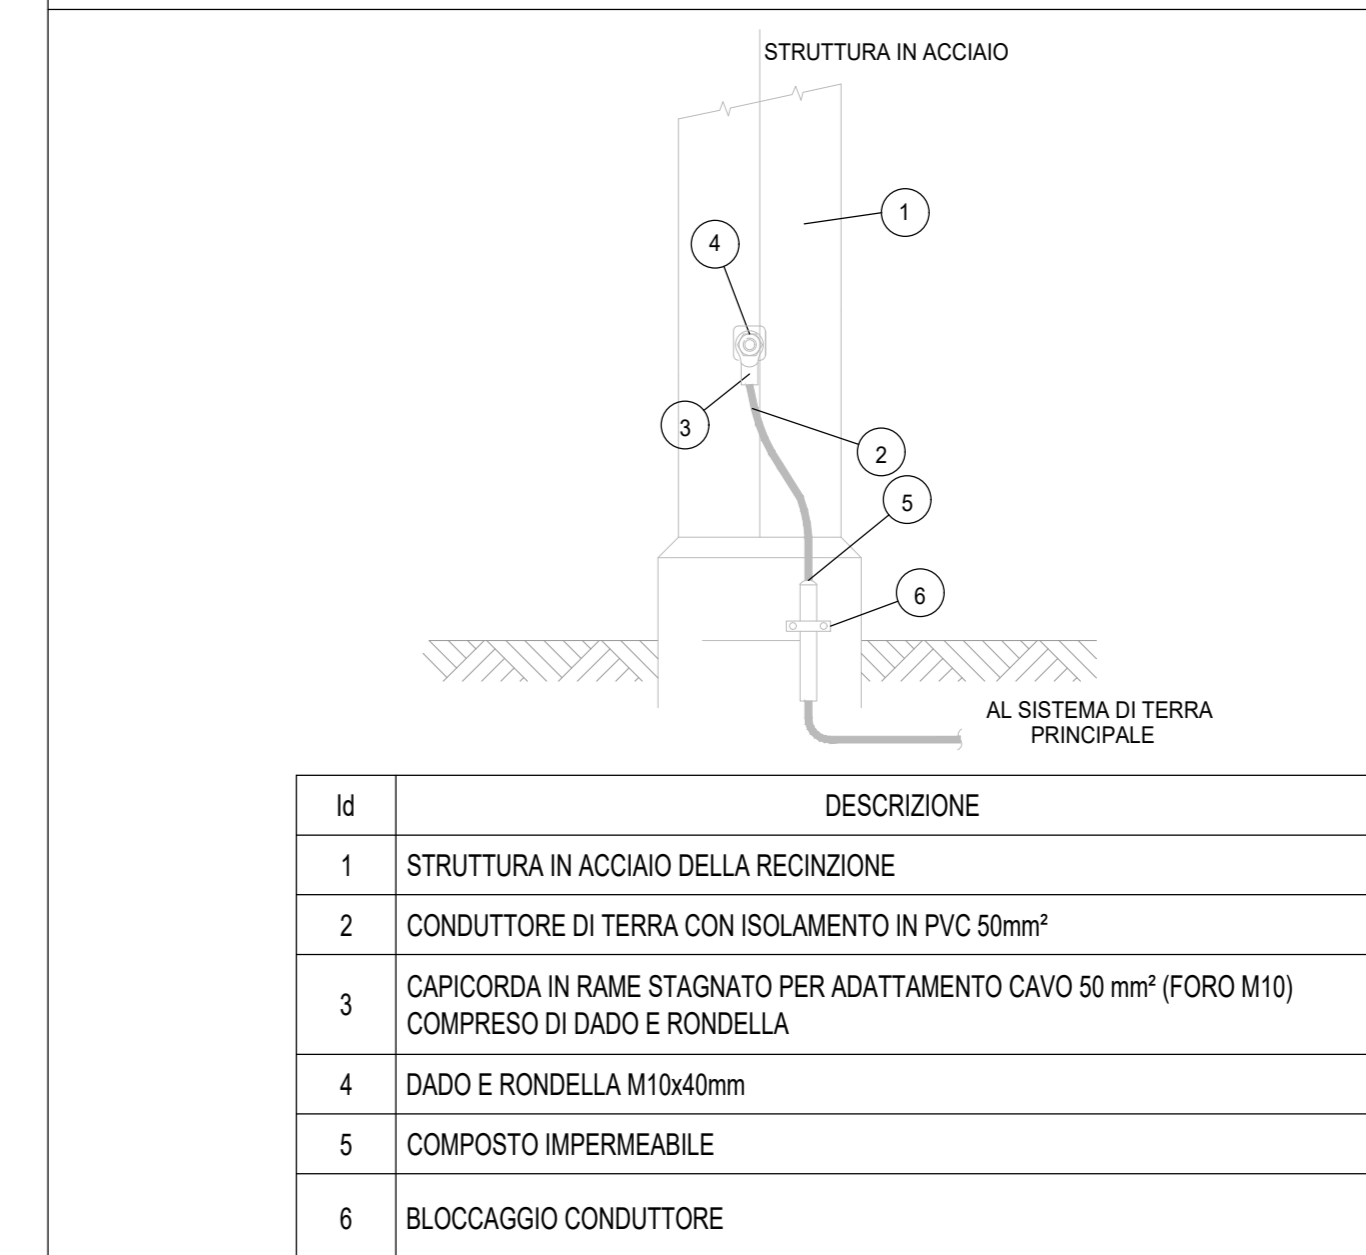 STRUTTURA IN ACCIAIO
1
4
3
2
5
6
AL SISTEMA DI TERRA
PRINCIPALE
Id DESCRIZIONE
1 STRUTTURA IN ACCIAIO DELLA RECINZIONE
2 CONDUTTORE DI TERRA CON ISOLAMENTO IN PVC 50mm²
3 CAPICORDA IN RAME STAGNATO PER ADATTAMENTO CAVO 50 mm² (FORO M10)
COMPRESO DI DADO E RONDELLA
4 DADO E RONDELLA M10x40mm
5 COMPOSTO IMPERMEABILE
6 BLOCCAGGIO CONDUTTORE